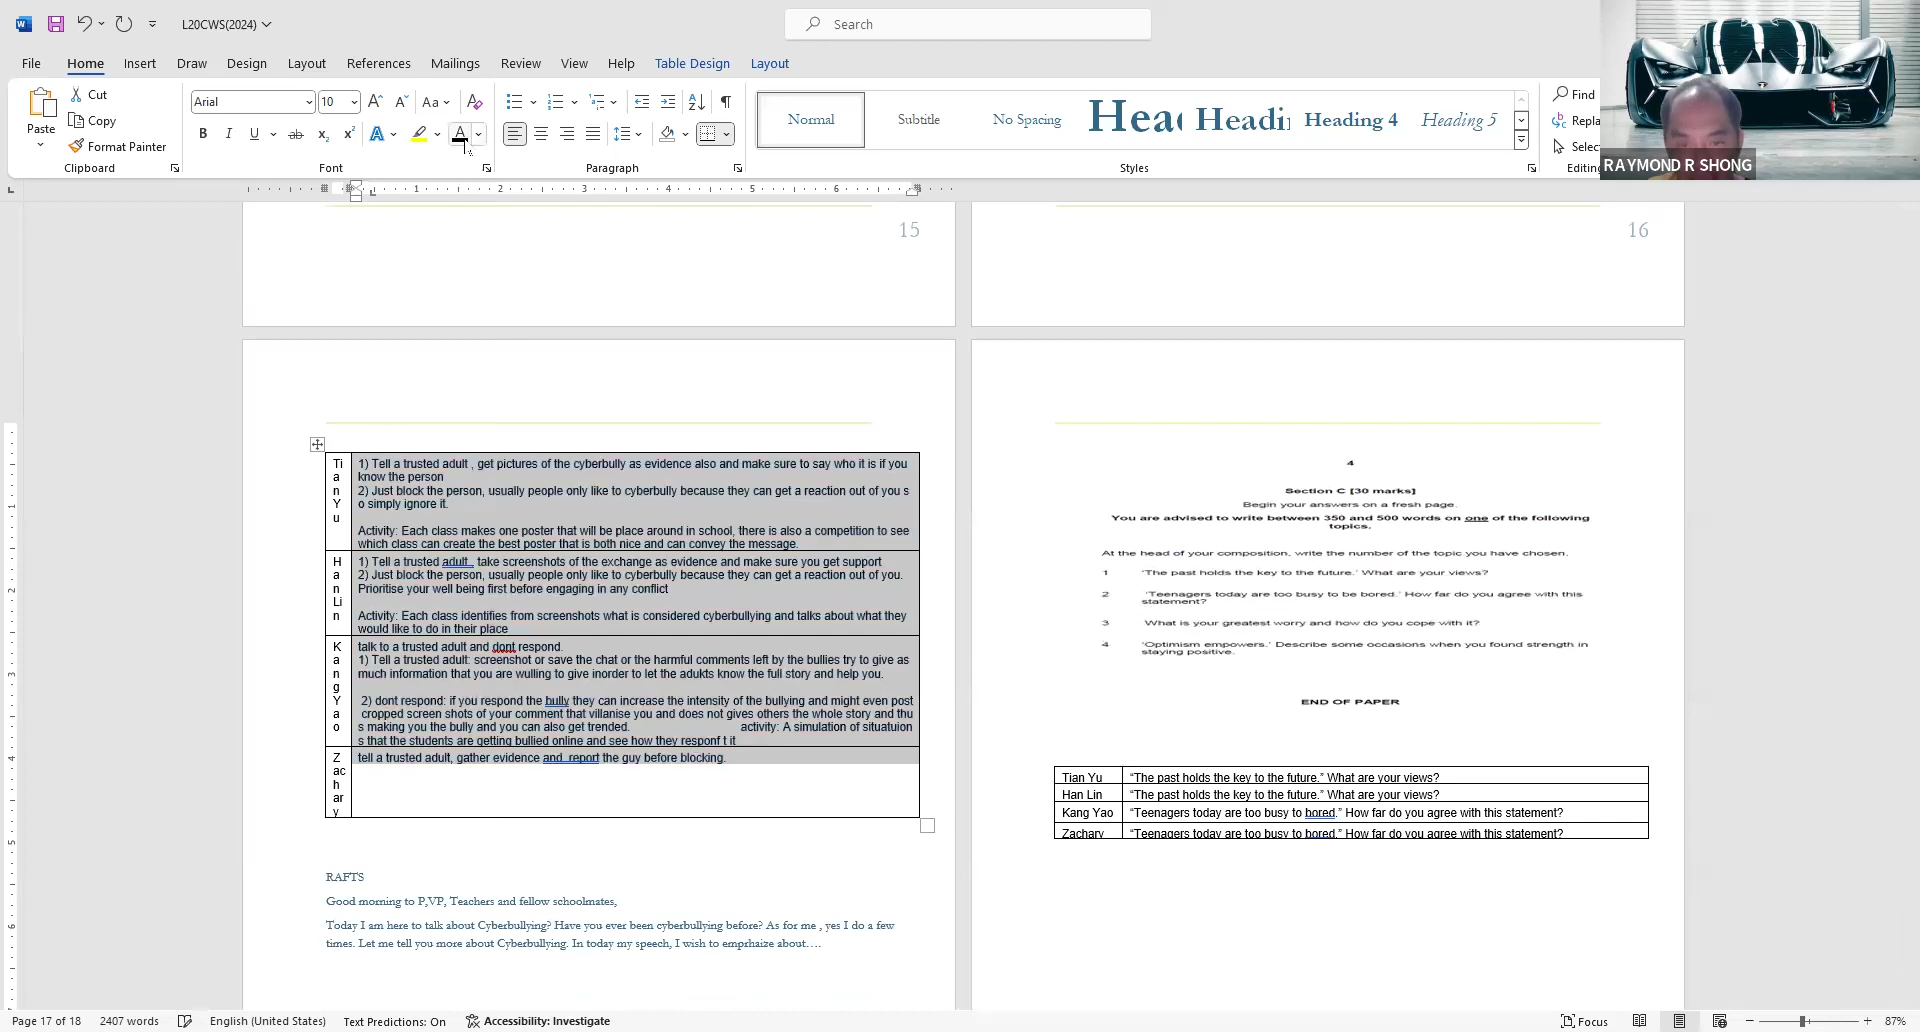 L20CWS(2024)
Search
File Home Insert Draw Design Layout References Mailings Review View Help Table Design Layout
Paste
Cut
Copy
Format Painter
Clipboard
Arial
10
Aa
B I U ab x₂ x² A A
Font
Paragraph
Normal Subtitle No Spacing Head Headi Heading 4 Heading 5
Styles
Find
Repla
Selec
Editing
RAYMOND R SHONG
1 2 3 4 5 6
15
16
Ti
a
n
Y
u
1) Tell a trusted adult , get pictures of the cyberbully as evidence also and make sure to say who it is if you
know the person
2) Just block the person, usually people only like to cyberbully because they can get a reaction out of you s
o simply ignore it.
Activity: Each class makes one poster that will be place around in school, there is also a competition to see
which class can create the best poster that is both nice and can convey the message.
H
a
n
Li
n
1) Tell a trusted adult , take screenshots of the exchange as evidence and make sure you get support
2) Just block the person, usually people only like to cyberbully because they can get a reaction out of you.
Prioritise your well being first before engaging in any conflict
Activity: Each class identifies from screenshots what is considered cyberbullying and talks about what they
would like to do in their place
K
a
n
g
Y
a
o
talk to a trusted adult and dont respond.
1) Tell a trusted adult: screenshot or save the chat or the harmful comments left by the bullies try to give as
much information that you are wulling to give inorder to let the adukts know the full story and help you.
2) dont respond: if you respond the bully they can increase the intensity of the bullying and might even post
cropped screen shots of your comment that villanise you and does not gives others the whole story and thu
s making you the bully and you can also get trended. activity: A simulation of situatuion
s that the students are getting bullied online and see how they responf t it
Z
ac
h
ar
y
tell a trusted adult, gather evidence and report the guy before blocking.
RAFTS
Good morning to P,VP, Teachers and fellow schoolmates,
Today I am here to talk about Cyberbullying? Have you ever been cyberbullying before? As for me , yes I do a few
times. Let me tell you more about Cyberbullying. In today my speech, I wish to emprhaize about….
4
Section C [30 marks]
Begin your answers on a fresh page.
You are advised to write between 350 and 500 words on one of the following
topics.
At the head of your composition, write the number of the topic you have chosen.
1 'The past holds the key to the future.' What are your views?
2 'Teenagers today are too busy to be bored.' How far do you agree with this
statement?
3 What is your greatest worry and how do you cope with it?
4 'Optimism empowers.' Describe some occasions when you found strength in
staying positive.
END OF PAPER
Tian Yu "The past holds the key to the future." What are your views?
Han Lin "The past holds the key to the future." What are your views?
Kang Yao "Teenagers today are too busy to bored." How far do you agree with this statement?
Zachary "Teenagers today are too busy to bored." How far do you agree with this statement?
Page 17 of 18 2407 words English (United States) Text Predictions: On Accessibility: Investigate Focus 87%